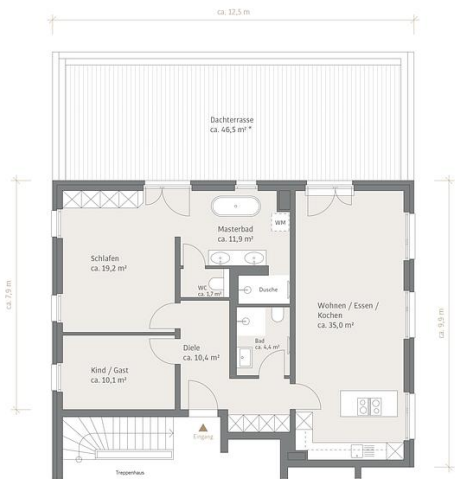 ca. 12,5 m
Dachterrasse
ca. 46,5 m² *
Masterbad
ca. 11,9 m²
WM
Schlafen
ca. 19,2 m²
WC
ca. 1,7 m²
Dusche
Wohnen / Essen /
Kochen
ca. 35,0 m²
ca. 7,9 m
ca. 9,9 m
Bad
ca. 4,4 m²
Diele
ca. 10,4 m²
Kind / Gast
ca. 10,1 m²
Eingang
Treppenhaus